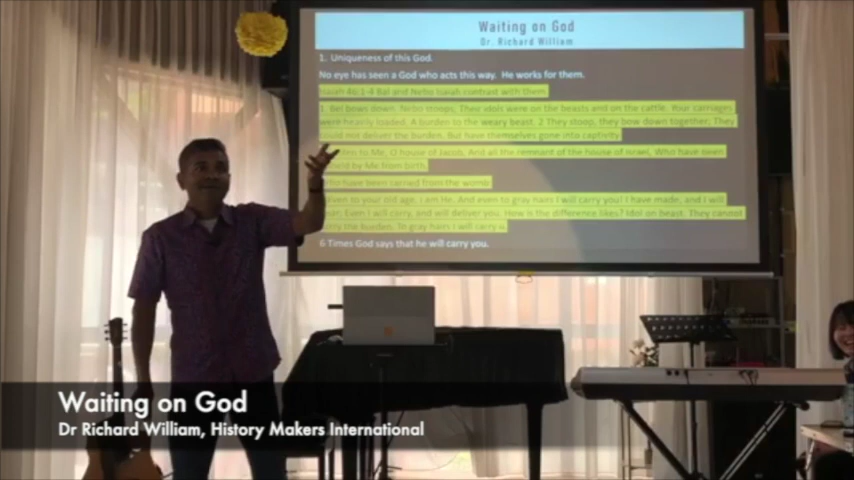 Waiting on God
Dr. Richard William
1. Uniqueness of this God.
No eye has seen a God who acts this way. He works for them.
Isaiah 46:1-4 Bal and Nebo Isaiah contrast with them
1. Bel bows down, Nebo stoops, Their idols were on the beasts and on the cattle. Your carriages
were heavily loaded, A burden to the weary beast. 2 They stoop, they bow down together; They
could not deliver the burden, But have themselves gone into captivity.
to Me, O house of Jacob, And all the remnant of the house of Israel, Who have been
by Me from birth
have been carried from the womb:
to your old age, I am He, And even to gray hairs I will carry you! I have made, and I will
Even I will carry, and will deliver you. How is the difference likes? Idol on beast. They cannot
the burden. To gray hairs I will carry u.
6 Times God says that he will carry you.
Waiting on God
Dr Richard William, History Makers International